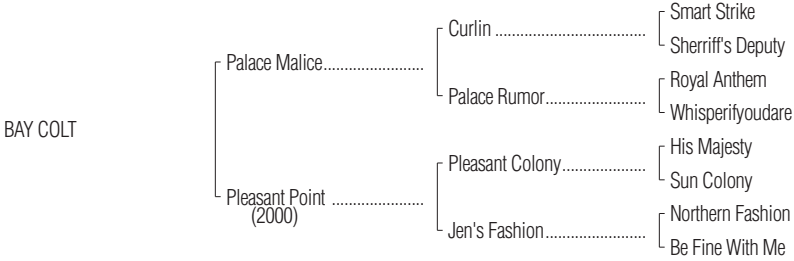 Smart Strike
Curlin ....................................
Sherriff's Deputy
Palace Malice........................
Royal Anthem
Palace Rumor........................
Whisperifyoudare
BAY COLT
His Majesty
Pleasant Colony....................
Sun Colony
Pleasant Point ......................
(2000)
Northern Fashion
Jen's Fashion........................
Be Fine With Me